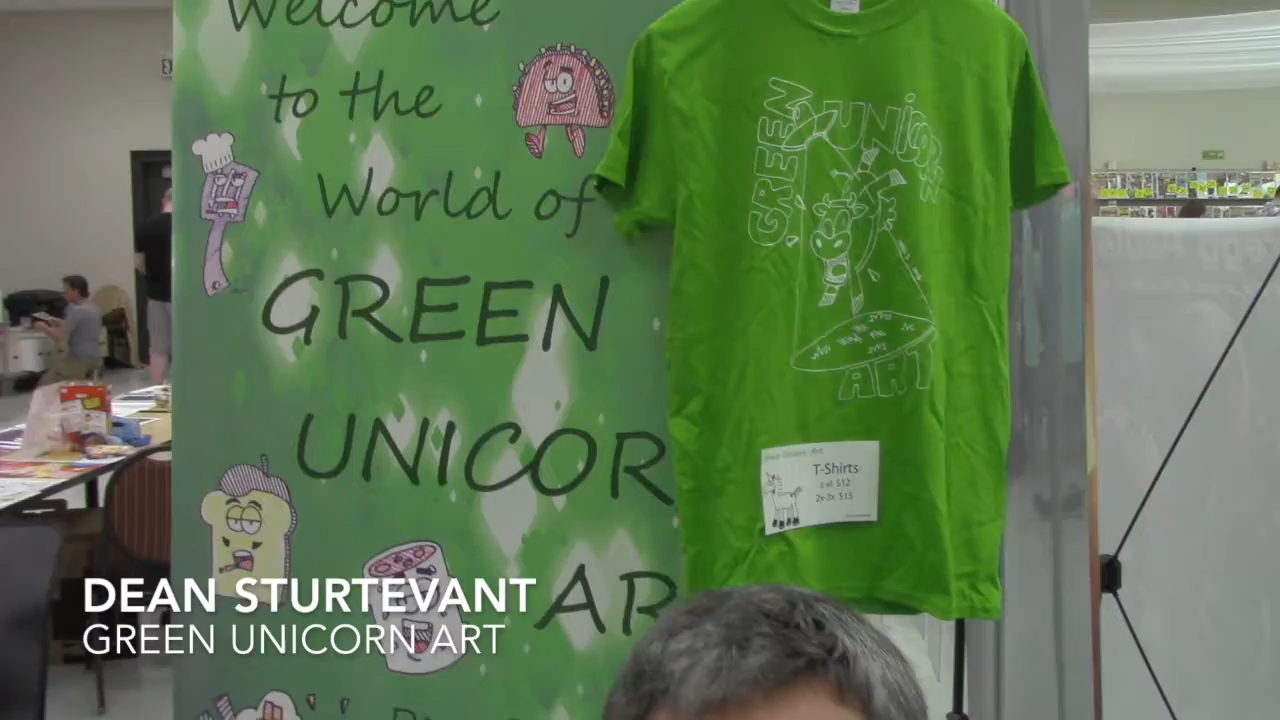 Welcome
to the
World of
GREEN
UNICOR
AR
GREEN
UNICORN
ART
T-Shirts
s-xl $12
2x-3x $15
DEAN STURTEVANT
GREEN UNICORN ART